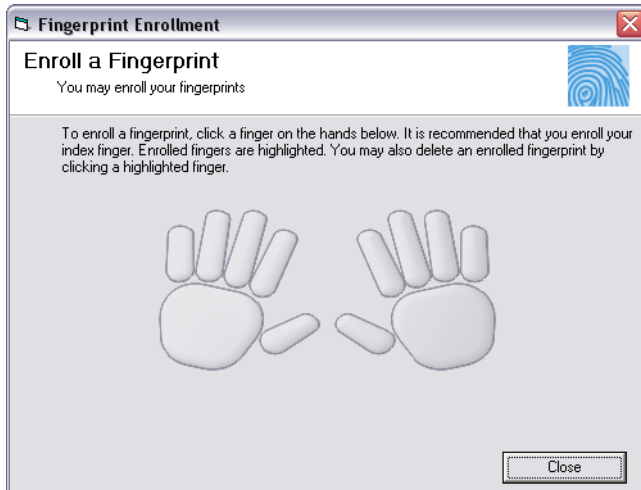 Fingerprint Enrollment
Enroll a Fingerprint
You may enroll your fingerprints
To enroll a fingerprint, click a finger on the hands below. It is recommended that you enroll your
index finger. Enrolled fingers are highlighted. You may also delete an enrolled fingerprint by
clicking a highlighted finger.
Close